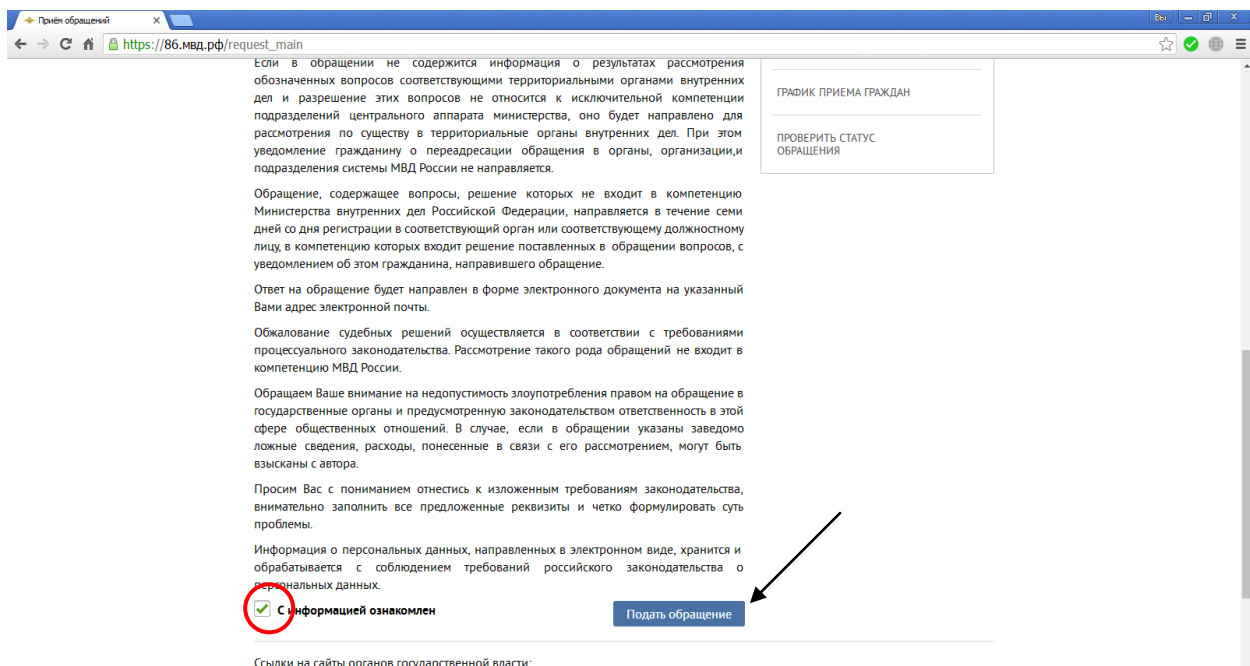 Приём обращений
Вы
https://86.мвд.рф/request_main
Если в обращении не содержится информация о результатах рассмотрения
обозначенных вопросов соответствующими территориальными органами внутренних
дел и разрешение этих вопросов не относится к исключительной компетенции
подразделений центрального аппарата министерства, оно будет направлено для
рассмотрения по существу в территориальные органы внутренних дел. При этом
уведомление гражданину о переадресации обращения в органы, организации,и
подразделения системы МВД России не направляется.
Обращение, содержащее вопросы, решение которых не входит в компетенцию
Министерства внутренних дел Российской Федерации, направляется в течение семи
дней со дня регистрации в соответствующий орган или соответствующему должностному
лицу, в компетенцию которых входит решение поставленных в обращении вопросов, с
уведомлением об этом гражданина, направившего обращение.
Ответ на обращение будет направлен в форме электронного документа на указанный
Вами адрес электронной почты.
Обжалование судебных решений осуществляется в соответствии с требованиями
процессуального законодательства. Рассмотрение такого рода обращений не входит в
компетенцию МВД России.
Обращаем Ваше внимание на недопустимость злоупотребления правом на обращение в
государственные органы и предусмотренную законодательством ответственность в этой
сфере общественных отношений. В случае, если в обращении указаны заведомо
ложные сведения, расходы, понесенные в связи с его рассмотрением, могут быть
взысканы с автора.
Просим Вас с пониманием отнестись к изложенным требованиям законодательства,
внимательно заполнить все предложенные реквизиты и четко формулировать суть
проблемы.
Информация о персональных данных, направленных в электронном виде, хранится и
обрабатывается с соблюдением требований российского законодательства о
персональных данных.
С информацией ознакомлен
Подать обращение
Ссылки на сайты органов государственной власти:
ГРАФИК ПРИЕМА ГРАЖДАН
ПРОВЕРИТЬ СТАТУС
ОБРАЩЕНИЯ